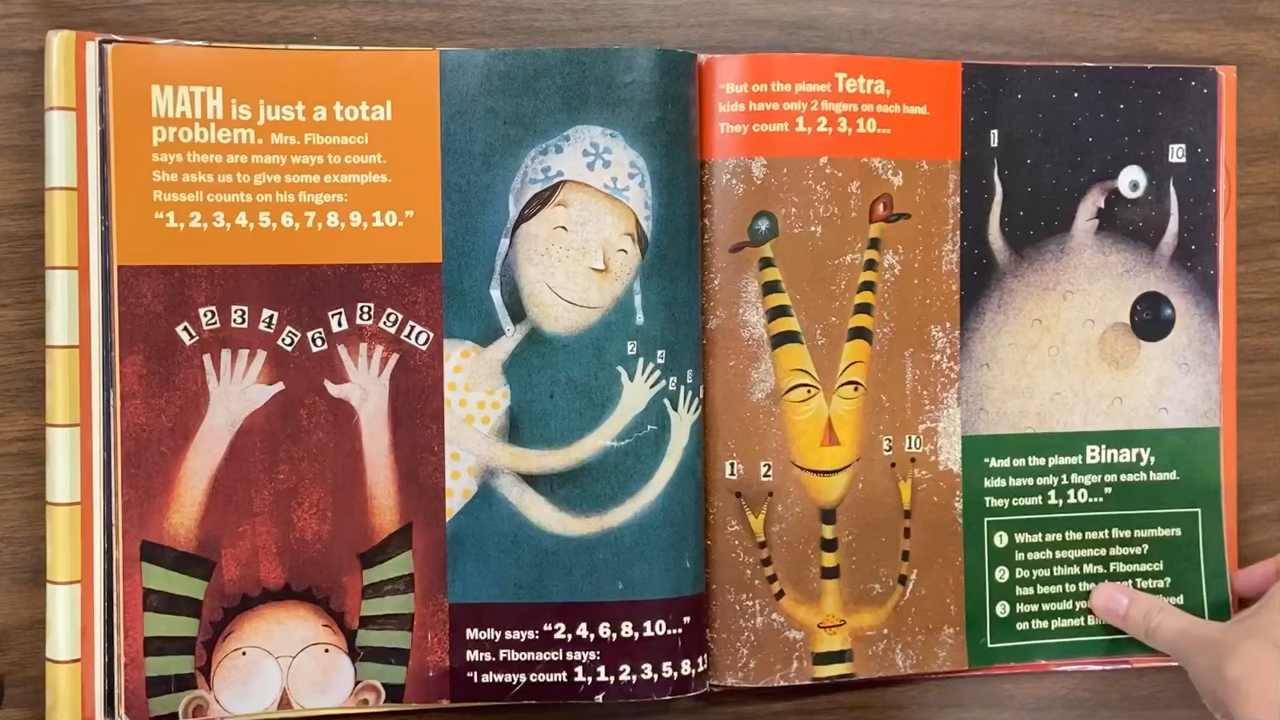 MATH is just a total
problem. Mrs. Fibonacci
says there are many ways to count.
She asks us to give some examples.
Russell counts on his fingers:
“1, 2, 3, 4, 5, 6, 7, 8, 9, 10.”
1 2 3 4 5 6 7 8 9 10
2 4 6 8
Molly says: “2, 4, 6, 8, 10...”
Mrs. Fibonacci says:
“I always count 1, 1, 2, 3, 5, 8,
“But on the planet Tetra,
kids have only 2 fingers on each hand.
They count 1, 2, 3, 10...
1 2 3 10
1 10
“And on the planet Binary,
kids have only 1 finger on each hand.
They count 1, 10...”
1 What are the next five numbers
in each sequence above?
2 Do you think Mrs. Fibonacci
has been to the Tetra?
3 How would
on the planet